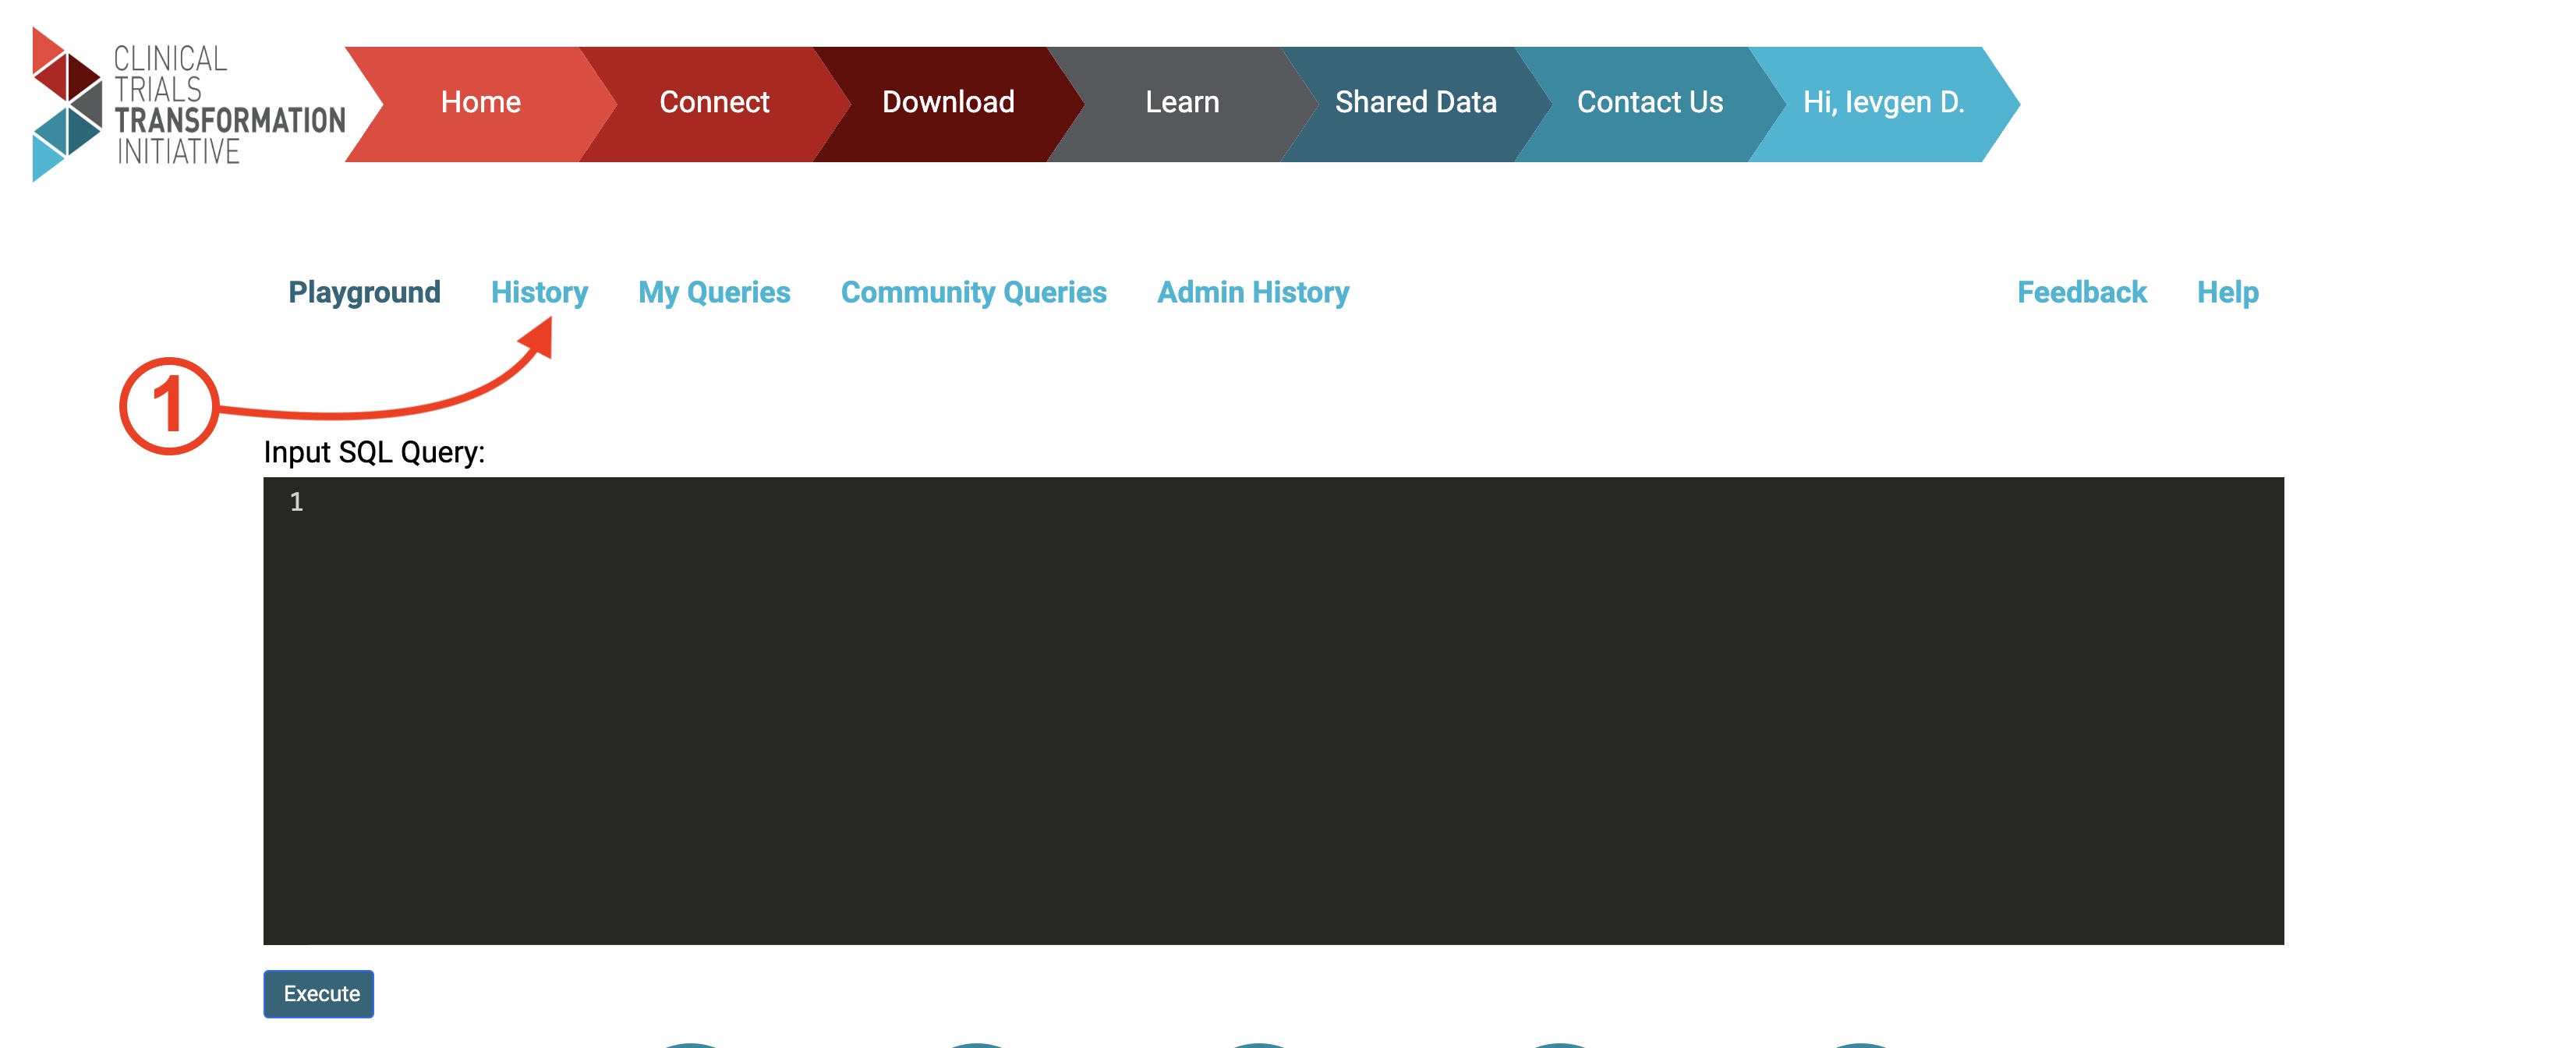 CLINICAL
TRIALS
TRANSFORMATION
INITIATIVE
Home Connect Download Learn Shared Data Contact Us Hi, Ievgen D.
Playground History My Queries Community Queries Admin History Feedback Help
1
Input SQL Query:
1
Execute